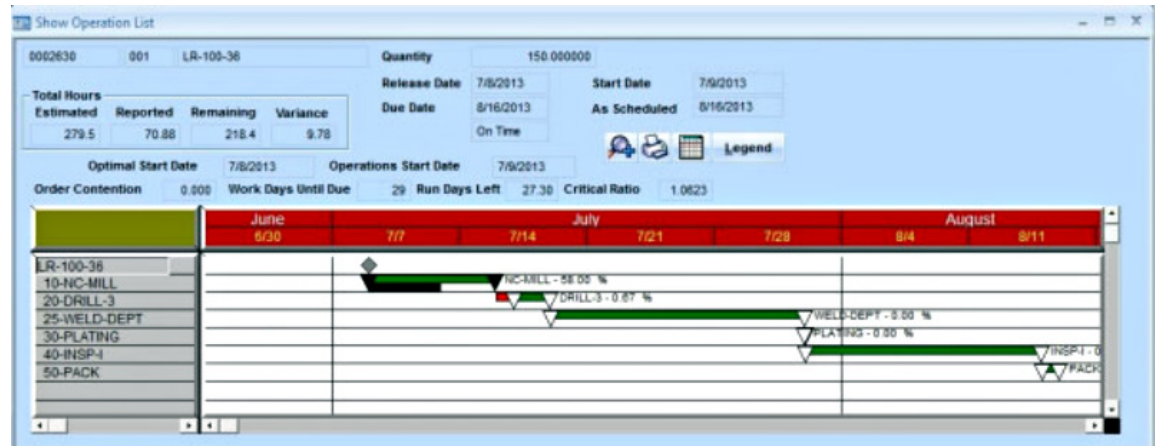 Show Operation List
0002630 001 LR-100-36 Quantity 150.000000
Release Date 7/8/2013 Start Date 7/9/2013
Total Hours
Estimated Reported Remaining Variance Due Date 8/16/2013 As Scheduled 8/16/2013
279.5 70.88 218.4 9.78 On Time Legend
Optimal Start Date 7/8/2013 Operations Start Date 7/9/2013
Order Contention 0.000 Work Days Until Due 29 Run Days Left 27.30 Critical Ratio 1.0623
June July August
6/30 7/7 7/14 7/21 7/28 8/4 8/11
LR-100-36
10-NC-MILL NC-MILL - 58.00 %
20-DRILL-3 DRILL-3 - 0.67 %
25-WELD-DEPT WELD-DEPT - 0.00 %
30-PLATING PLATING - 0.00 %
40-INSP-I INSP-I - 0
50-PACK PACK